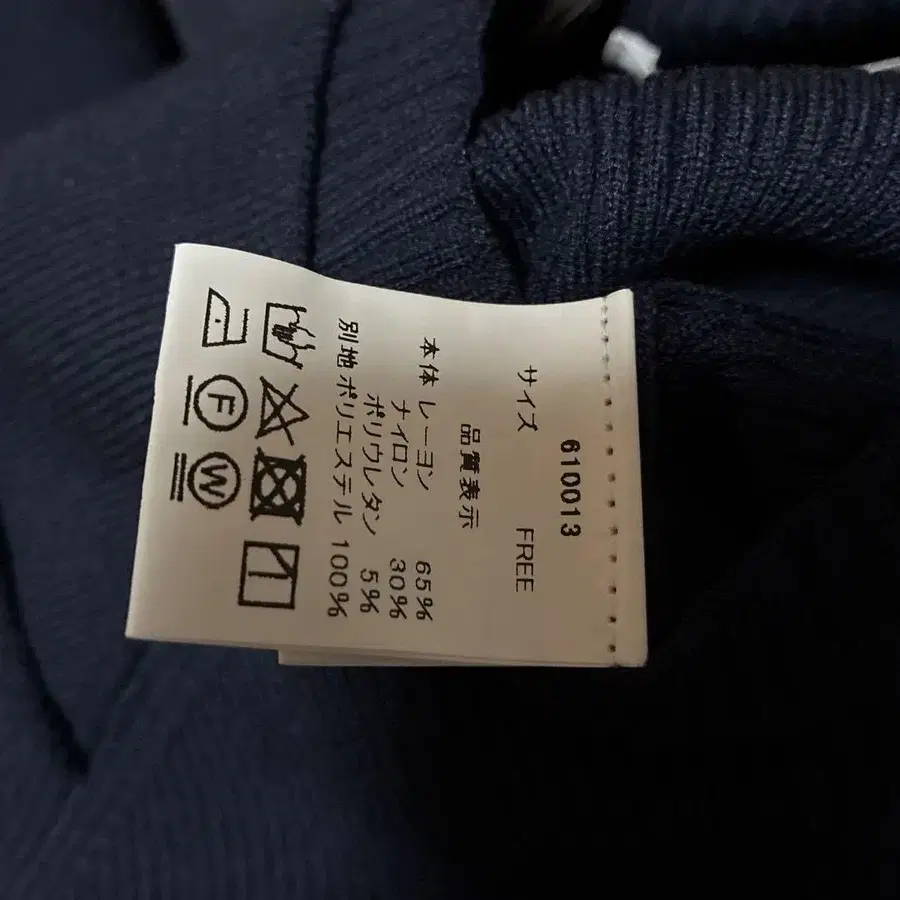 610013
サイズ FREE
品質表示
本体 レーヨン 65%
ナイロン 30%
ポリウレタン 5%
別地 ポリエステル 100%
F
W